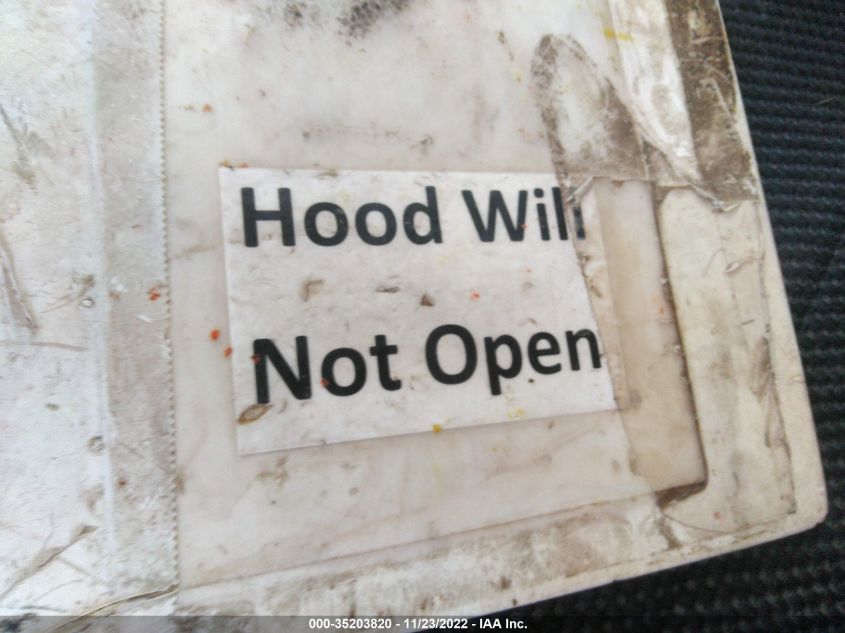 Hood Will
Not Open
000-35203820 - 11/23/2022 - IAA Inc.